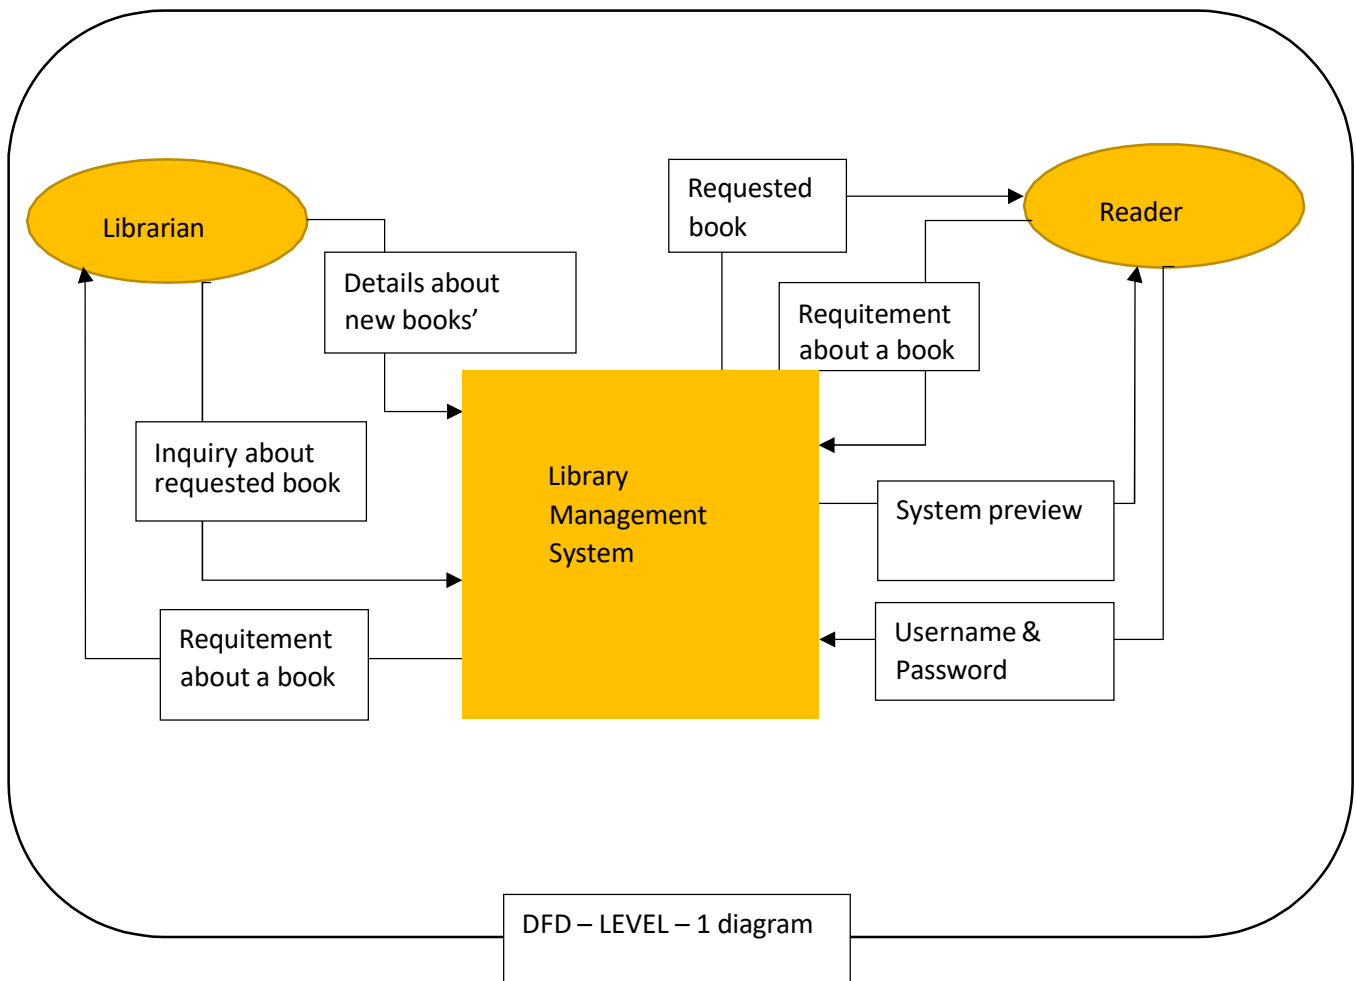 Librarian
Details about
new books’
Inquiry about
requested book
Requitement
about a book
Library
Management
System
Requested
book
Reader
Requitement
about a book
System preview
Username &
Password
DFD – LEVEL – 1 diagram